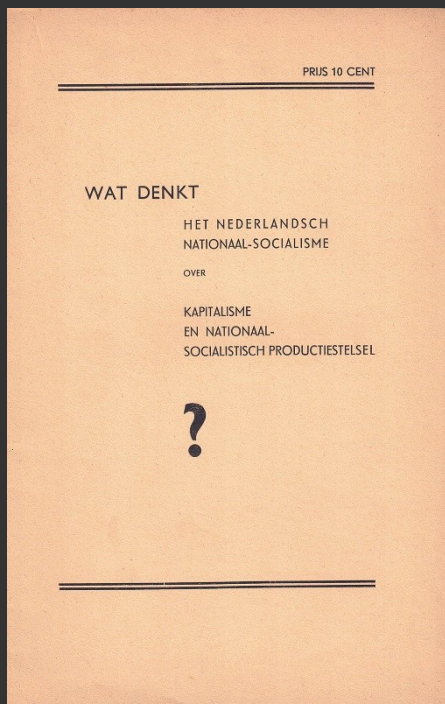 PRIJS 10 CENT
WAT DENKT
HET NEDERLANDSCH
NATIONAAL-SOCIALISME
OVER
KAPITALISME
EN NATIONAAL-
SOCIALISTISCH PRODUCTIESTELSEL
?